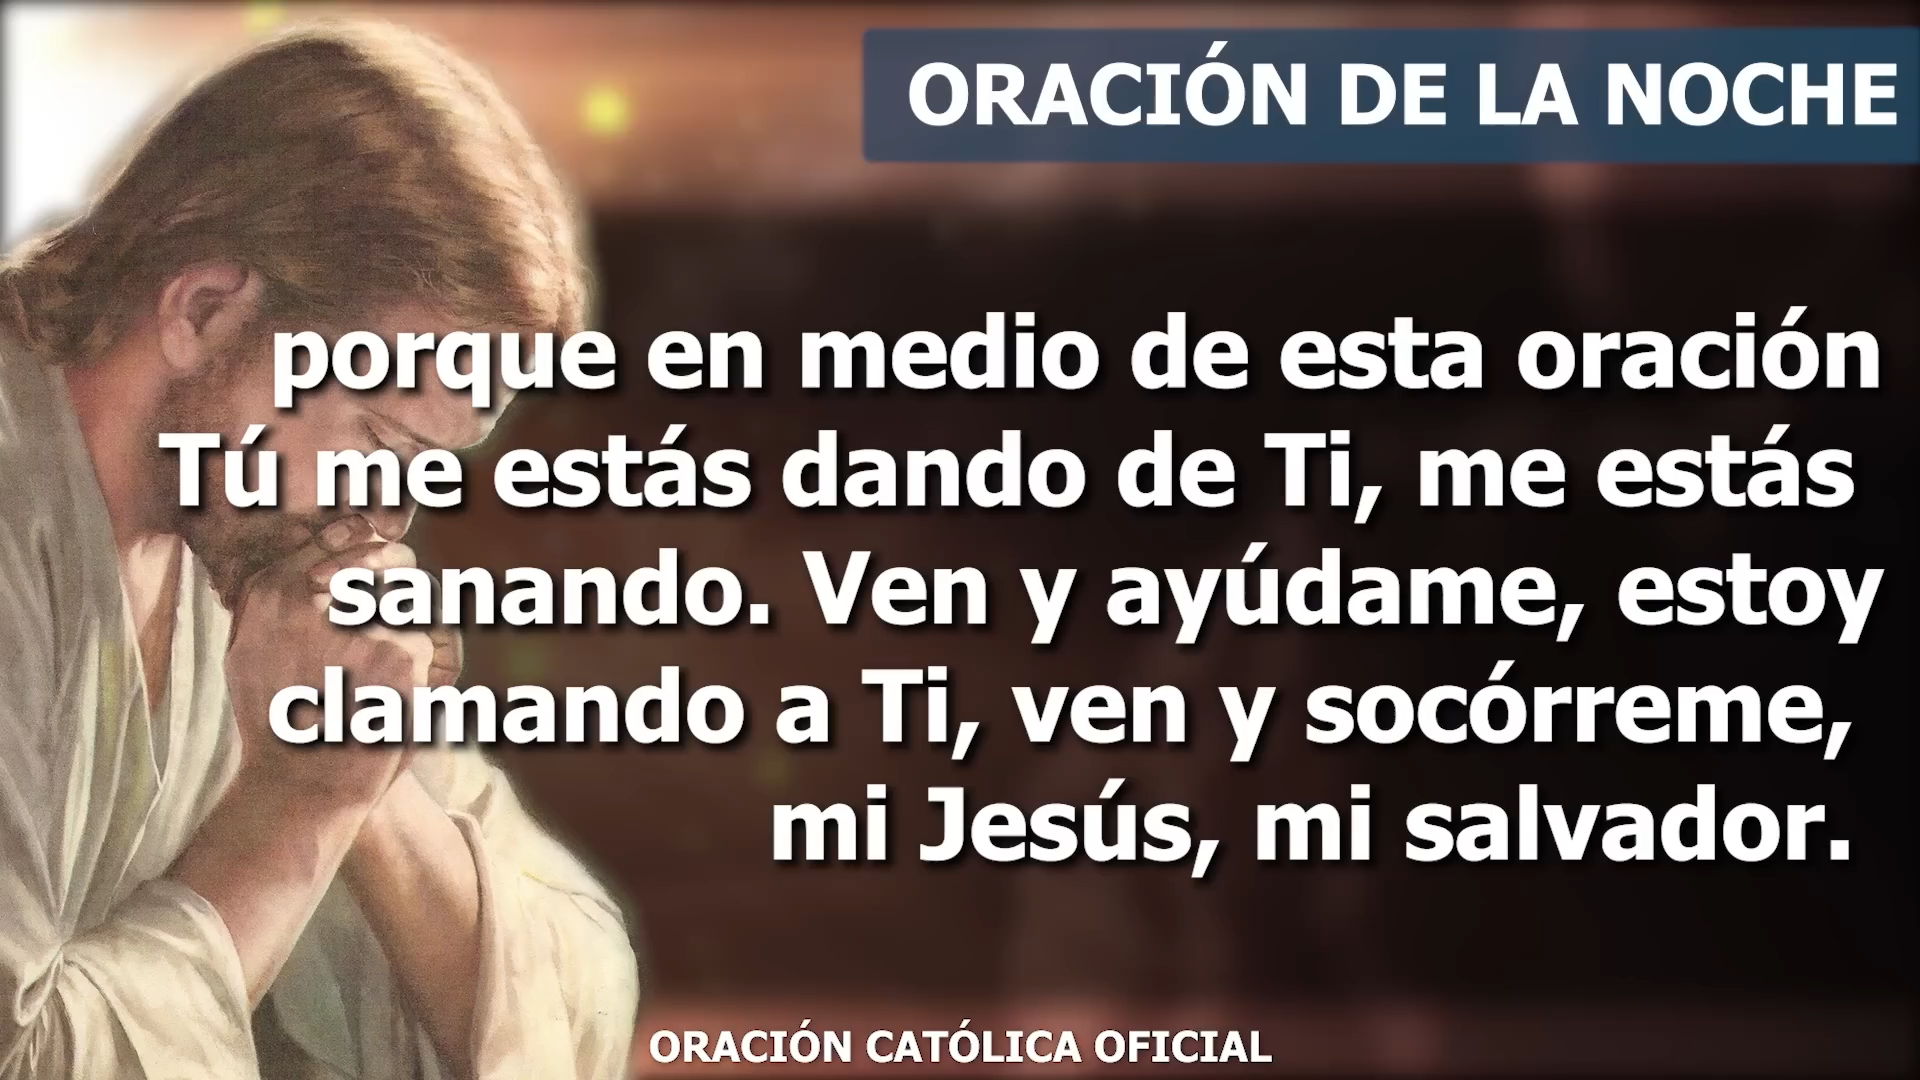 ORACIÓN DE LA NOCHE
porque en medio de esta oración
Tú me estás dando de Ti, me estás
sanando. Ven y ayúdame, estoy
clamando a Ti, ven y socórreme,
mi Jesús, mi salvador.
ORACIÓN CATÓLICA OFICIAL